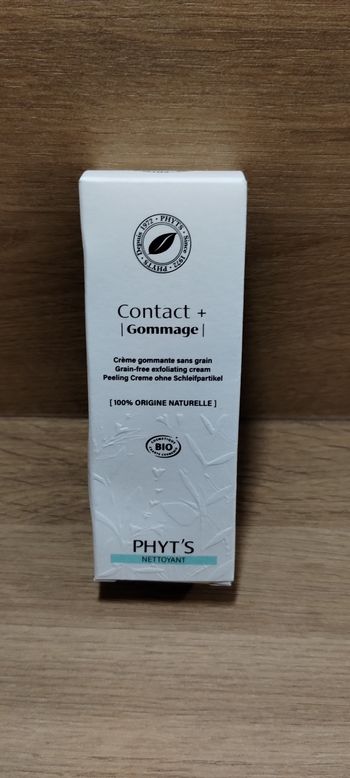 PHYT'S • Since 1972 • PHYT'S • Depuis 1972 •
Contact +
| Gommage |
Crème gommante sans grain
Grain-free exfoliating cream
Peeling Creme ohne Schleifpartikel
[ 100% ORIGINE NATURELLE ]
COSMETIQUE
BIO
PHYT'S
NETTOYANT